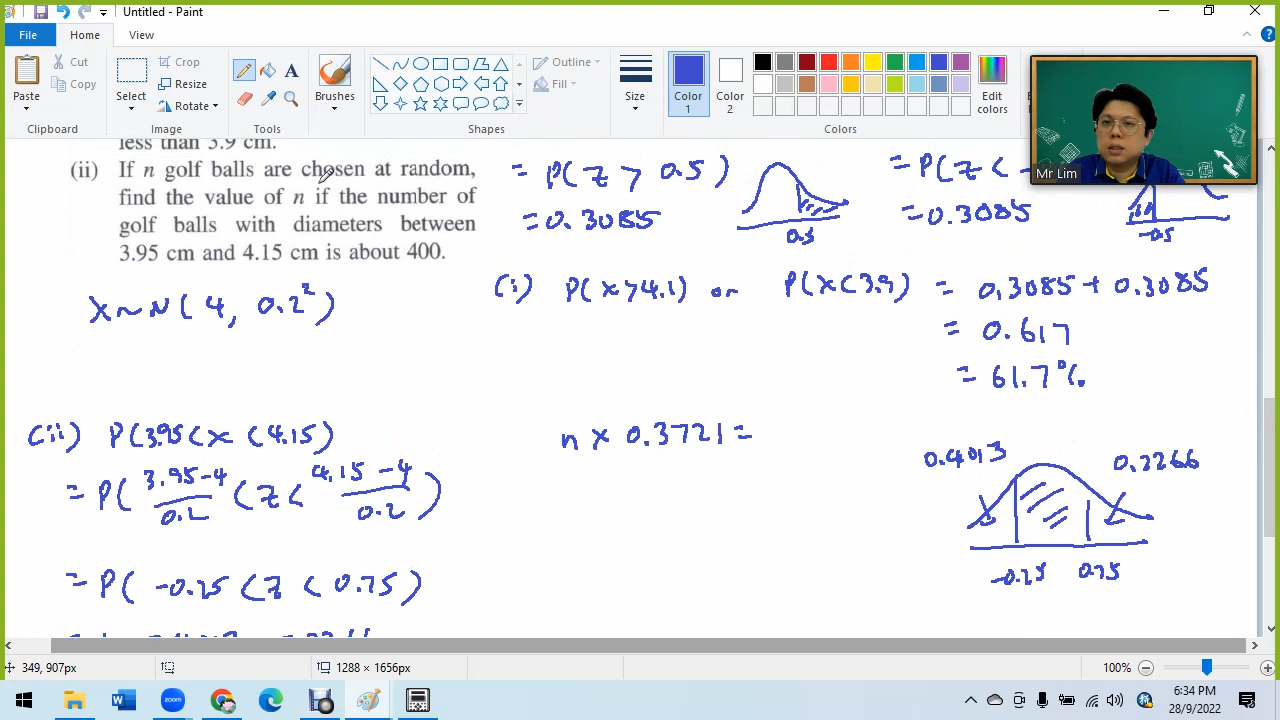 Untitled - Paint
File
Home
View
Paste
Cut
Copy
Clipboard
Select
Crop
Resize
Rotate
Image
Tools
Brushes
Shapes
Outline
Fill
Size
Color 1
Color 2
Edit colors
Colors
Mr Lim
less than 3.9 cm.
(ii) If n golf balls are chosen at random,
find the value of n if the number of
golf balls with diameters between
3.95 cm and 4.15 cm is about 400.
X~N(4, 0.2²)
= P(Z > 0.5)
= 0.3085
0.5
= P(Z <
= 0.3085
-0.5
(i) P(X>4.1) or P(X<3.9) = 0.3085 + 0.3085
= 0.617
= 61.7%
(ii) P(3.95 < X < 4.15)
= P( 3.95-4 / 0.2 < Z < 4.15-4 / 0.2 )
= P( -0.25 < Z < 0.75 )
n × 0.3721 =
0.4013
0.2266
-0.25
0.75
349, 907px
1288 × 1656px
100%
6:34 PM
28/9/2022
zoom